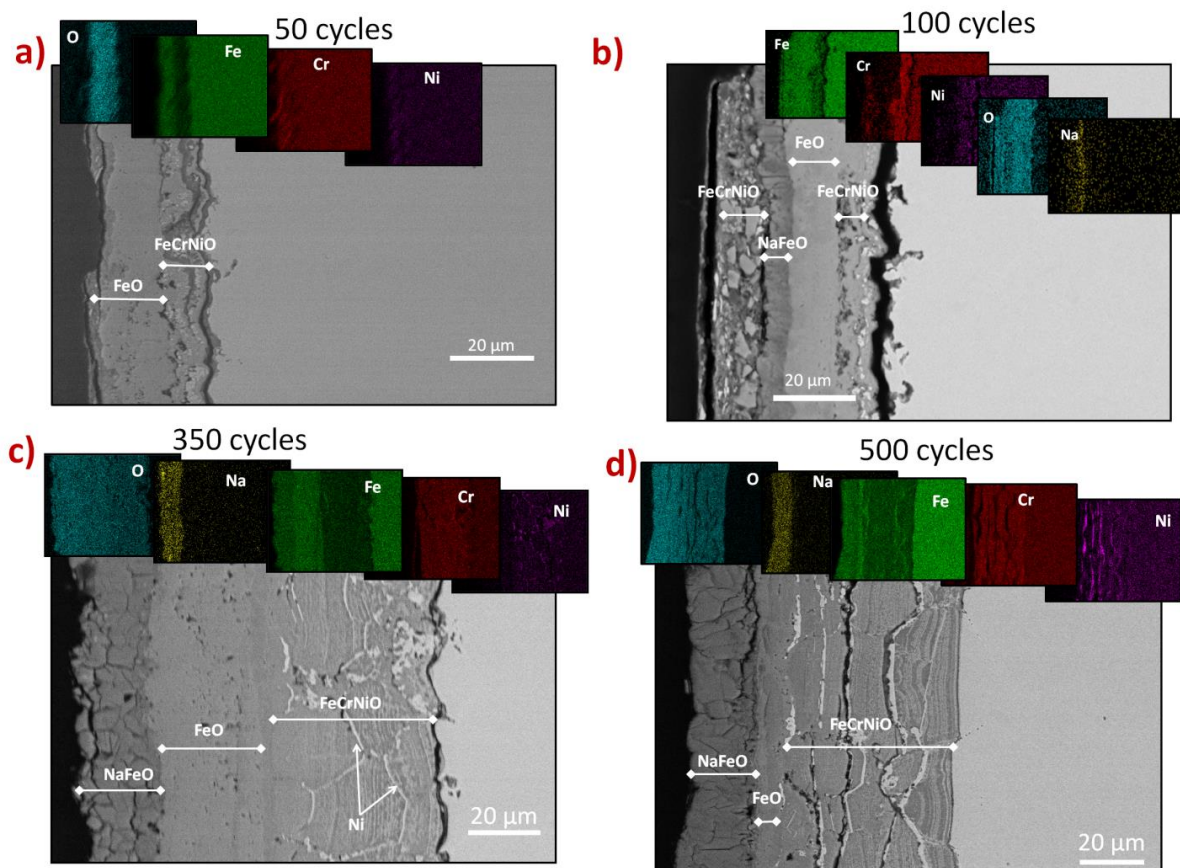 a)
50 cycles
O
Fe
Cr
Ni
FeCrNiO
FeO
20 µm
b)
100 cycles
Fe
Cr
Ni
O
Na
FeO
FeCrNiO
FeCrNiO
NaFeO
20 µm
c)
350 cycles
O
Na
Fe
Cr
Ni
FeCrNiO
FeO
NaFeO
Ni
20 µm
d)
500 cycles
O
Na
Fe
Cr
Ni
FeCrNiO
NaFeO
FeO
20 µm